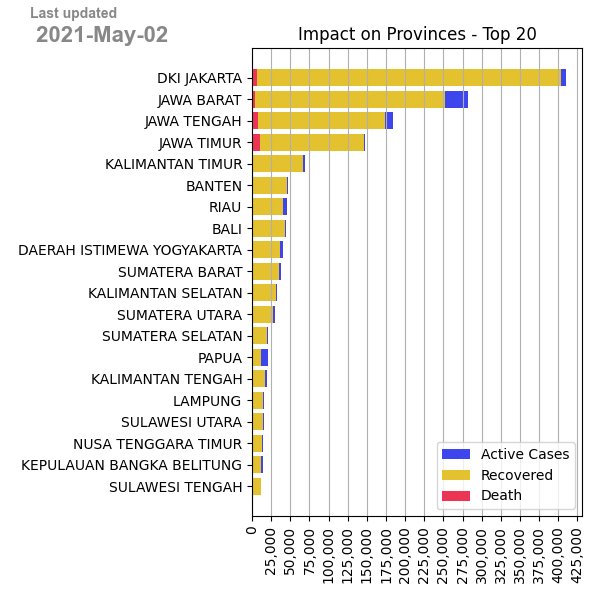 Last updated
2021-May-02
Impact on Provinces - Top 20
DKI JAKARTA
JAWA BARAT
JAWA TENGAH
JAWA TIMUR
KALIMANTAN TIMUR
BANTEN
RIAU
BALI
DAERAH ISTIMEWA YOGYAKARTA
SUMATERA BARAT
KALIMANTAN SELATAN
SUMATERA UTARA
SUMATERA SELATAN
PAPUA
KALIMANTAN TENGAH
LAMPUNG
SULAWESI UTARA
NUSA TENGGARA TIMUR
KEPULAUAN BANGKA BELITUNG
SULAWESI TENGAH
Active Cases
Recovered
Death
0
25,000
50,000
75,000
100,000
125,000
150,000
175,000
200,000
225,000
250,000
275,000
300,000
325,000
350,000
375,000
400,000
425,000